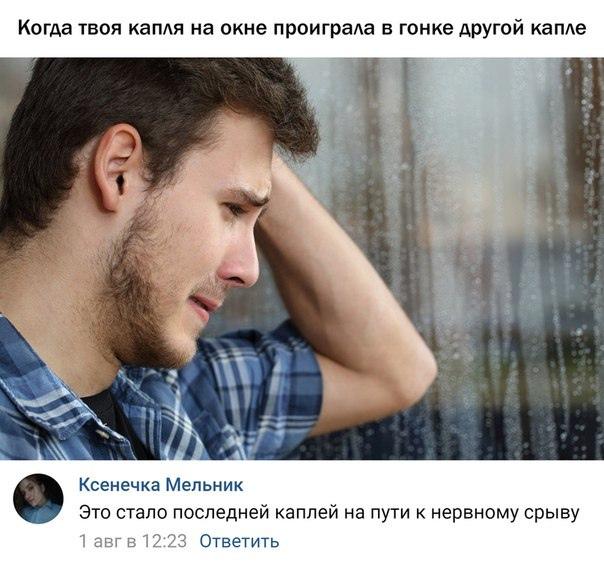 Когда твоя капля на окне проиграла в гонке другой капле
Ксенечка Мельник
Это стало последней каплей на пути к нервному срыву
1 авг в 12:23 Ответить